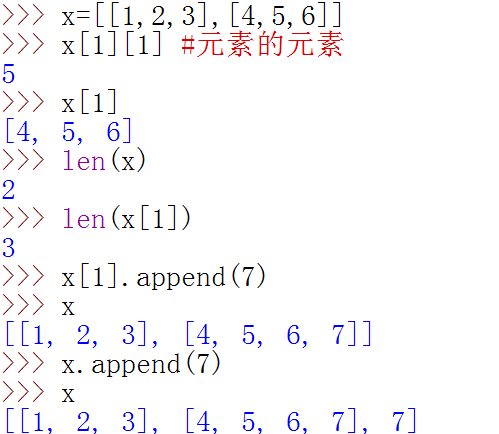 >>> x=[[1,2,3],[4,5,6]]
>>> x[1][1] #元素的元素
5
>>> x[1]
[4, 5, 6]
>>> len(x)
2
>>> len(x[1])
3
>>> x[1].append(7)
>>> x
[[1, 2, 3], [4, 5, 6, 7]]
>>> x.append(7)
>>> x
[[1, 2, 3], [4, 5, 6, 7], 7]